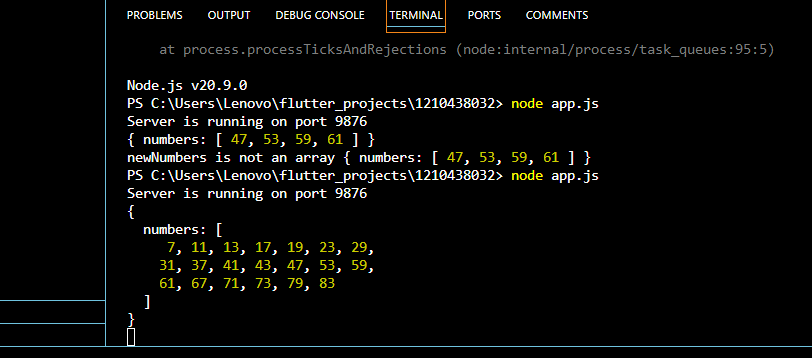 PROBLEMS OUTPUT DEBUG CONSOLE TERMINAL PORTS COMMENTS
at process.processTicksAndRejections (node:internal/process/task_queues:95:5)
Node.js v20.9.0
PS C:\Users\Lenovo\flutter_projects\1210438032> node app.js
Server is running on port 9876
{ numbers: [ 47, 53, 59, 61 ] }
newNumbers is not an array { numbers: [ 47, 53, 59, 61 ] }
PS C:\Users\Lenovo\flutter_projects\1210438032> node app.js
Server is running on port 9876
{
numbers: [
7, 11, 13, 17, 19, 23, 29,
31, 37, 41, 43, 47, 53, 59,
61, 67, 71, 73, 79, 83
]
}